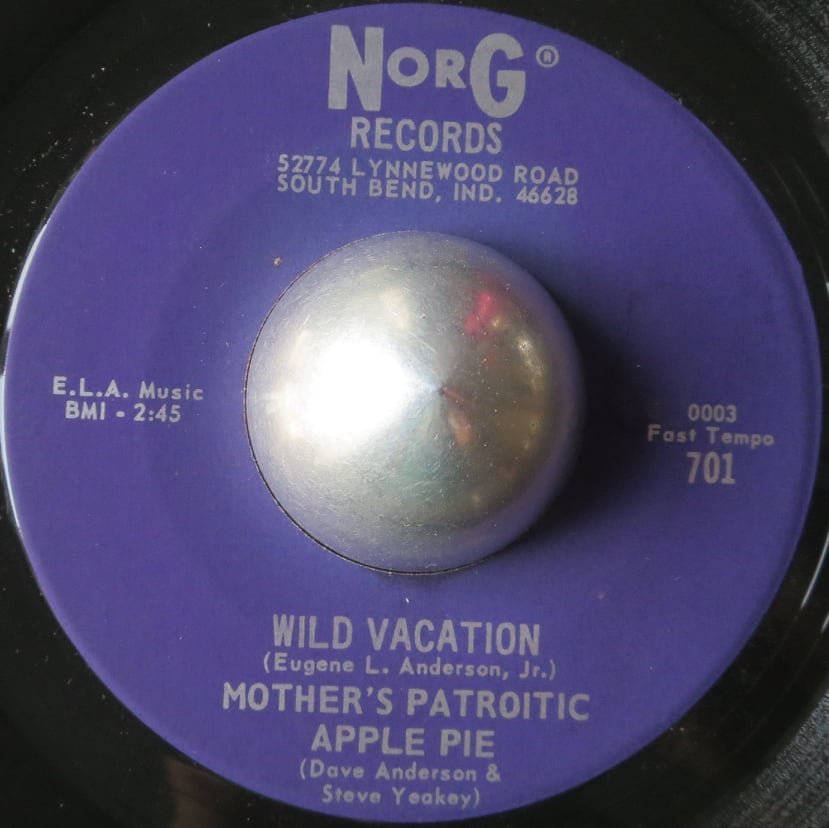 NorG ®
RECORDS
52774 LYNNEWOOD ROAD
SOUTH BEND, IND. 46628
E.L.A. Music
BMI - 2:45
0003
Fast Tempo
701
WILD VACATION
(Eugene L. Anderson, Jr.)
MOTHER'S PATROITIC
APPLE PIE
(Dave Anderson &
Steve Yeakey)